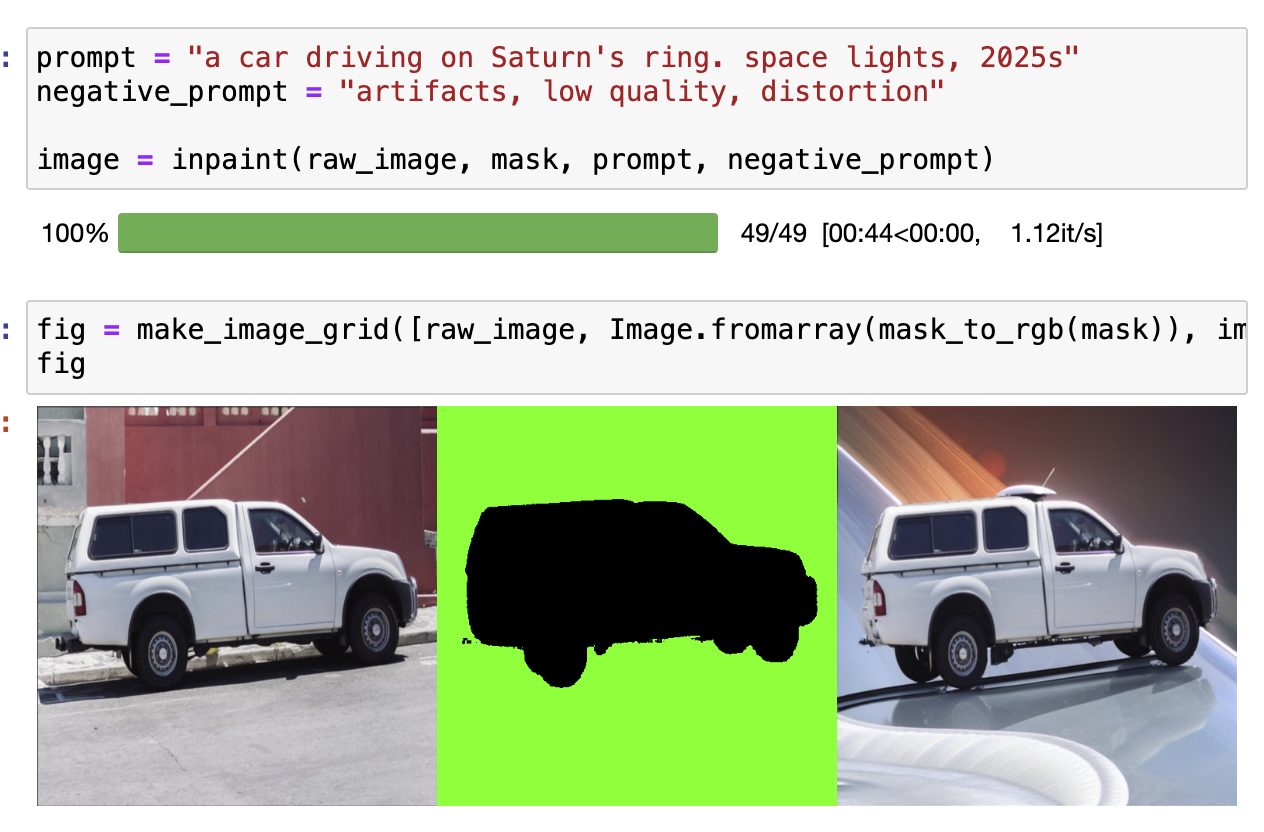 : prompt = "a car driving on Saturn's ring. space lights, 2025s"
negative_prompt = "artifacts, low quality, distortion"
image = inpaint(raw_image, mask, prompt, negative_prompt)
100% 49/49 [00:44<00:00, 1.12it/s]
: fig = make_image_grid([raw_image, Image.fromarray(mask_to_rgb(mask)), im
fig
: